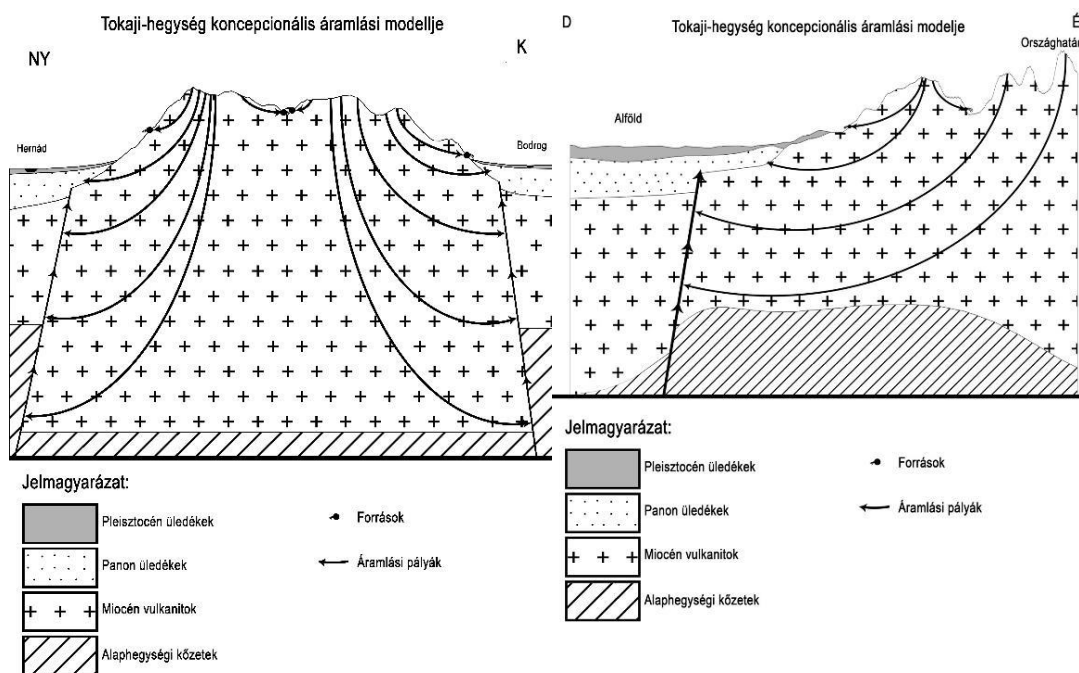 Tokaji-hegység koncepcionális áramlási modellje
NY
K
Hernád
Bodrog
Jelmagyarázat:
Pleisztocén üledékek
Panon üledékek
Miocén vulkanitok
Alaphegységi kőzetek
Források
Áramlási pályák
D
Tokaji-hegység koncepcionális áramlási modellje
É
Országhatár
Alföld
Jelmagyarázat:
Pleisztocén üledékek
Panon üledékek
Miocén vulkanitok
Alaphegységi kőzetek
Források
Áramlási pályák